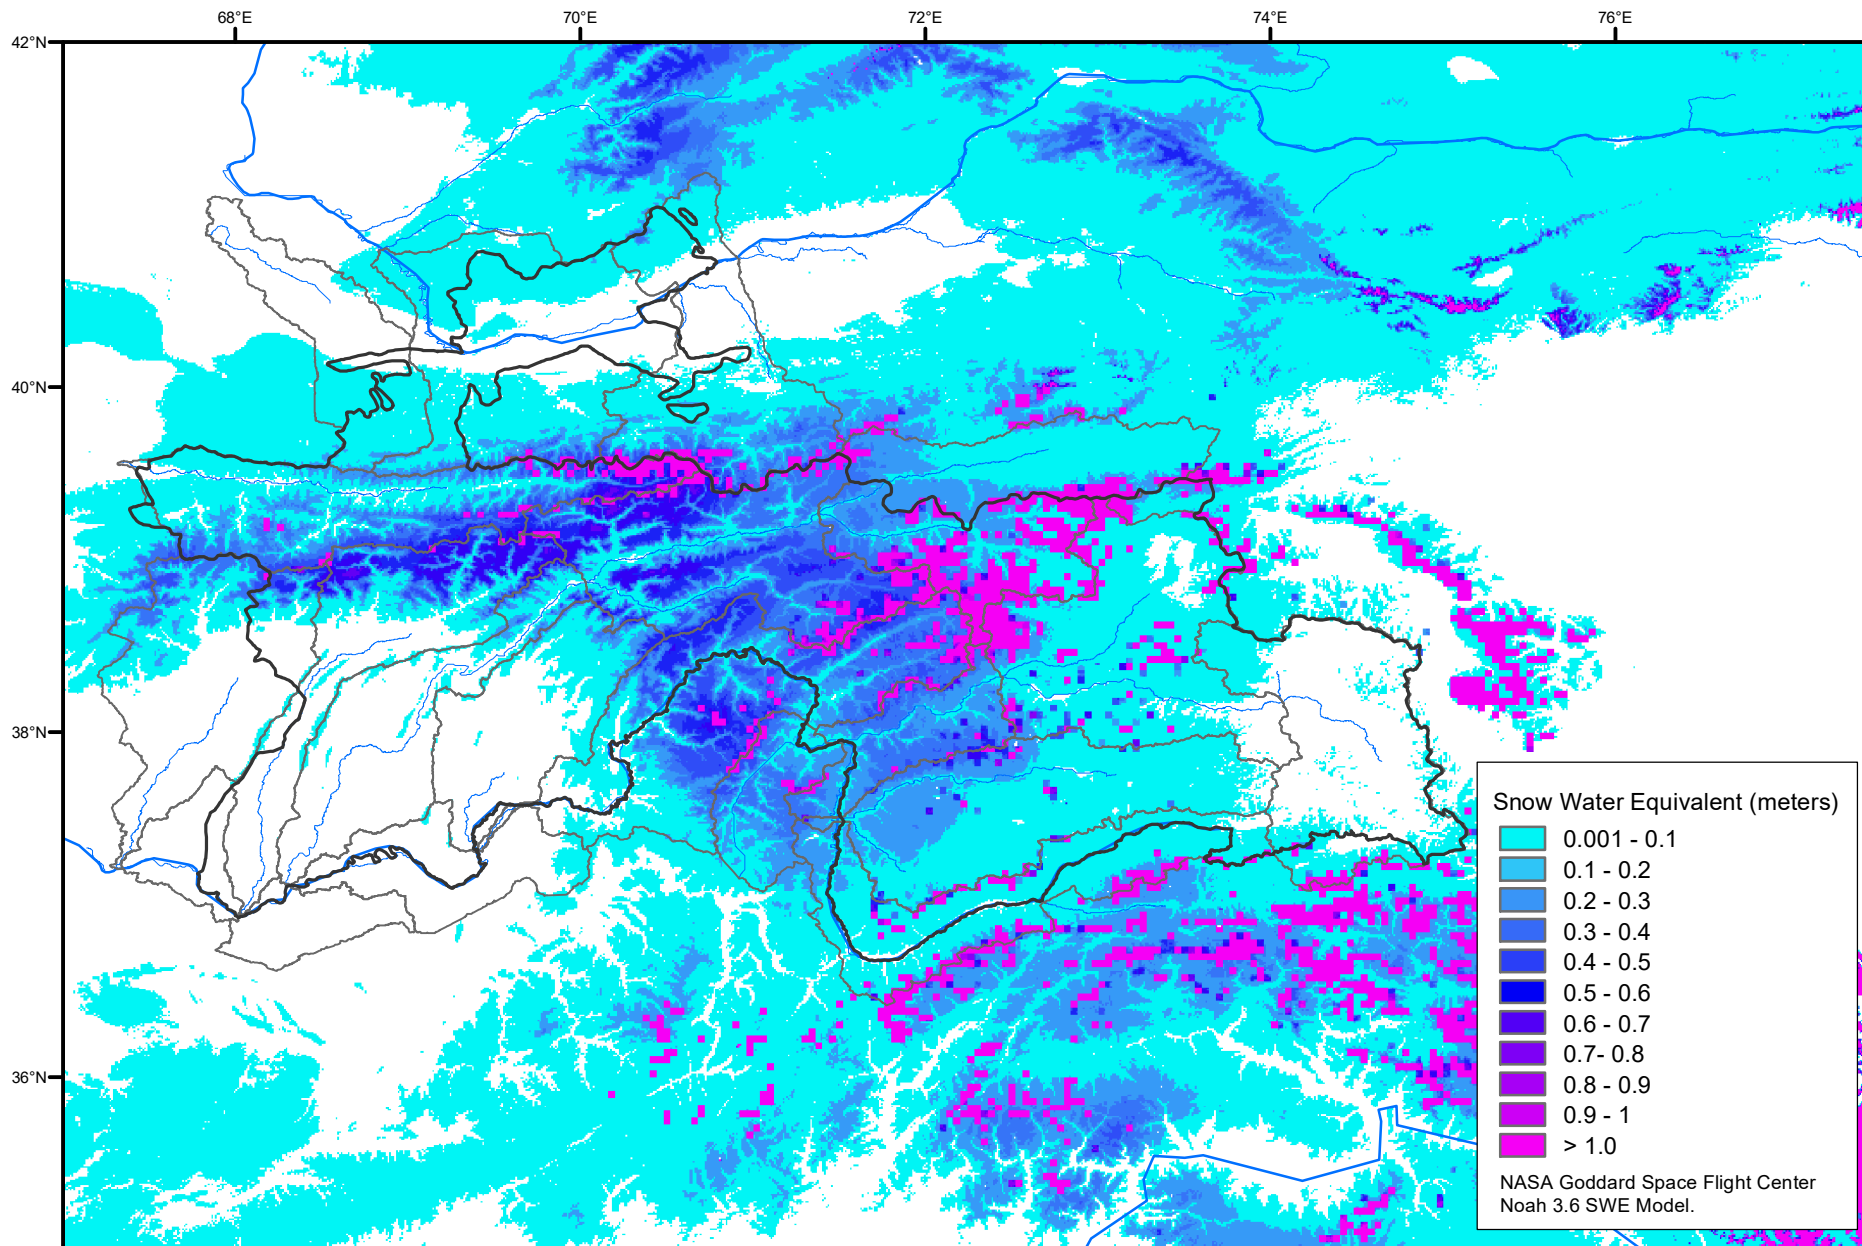 68°E
70°E
72°E
74°E
76°E
42°N
40°N
38°N
36°N
Snow Water Equivalent (meters)
0.001 - 0.1
0.1 - 0.2
0.2 - 0.3
0.3 - 0.4
0.4 - 0.5
0.5 - 0.6
0.6 - 0.7
0.7- 0.8
0.8 - 0.9
0.9 - 1
> 1.0
NASA Goddard Space Flight Center
Noah 3.6 SWE Model.